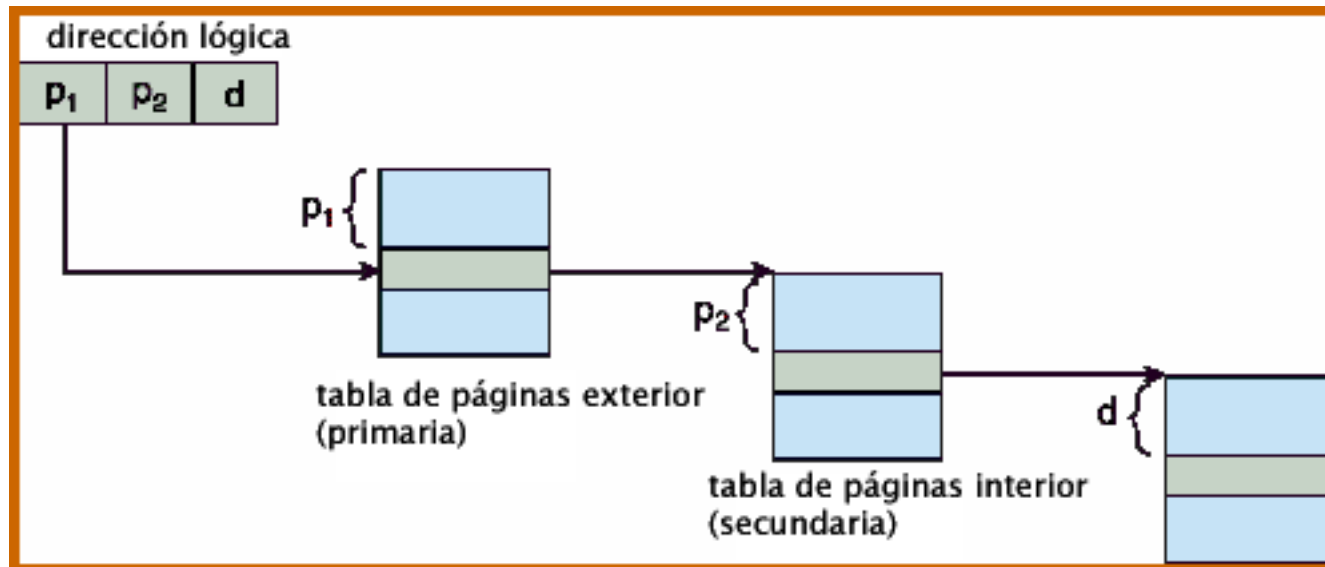 dirección lógica
p₁ p₂ d
p₁
tabla de páginas exterior
(primaria)
p₂
tabla de páginas interior
(secundaria)
d